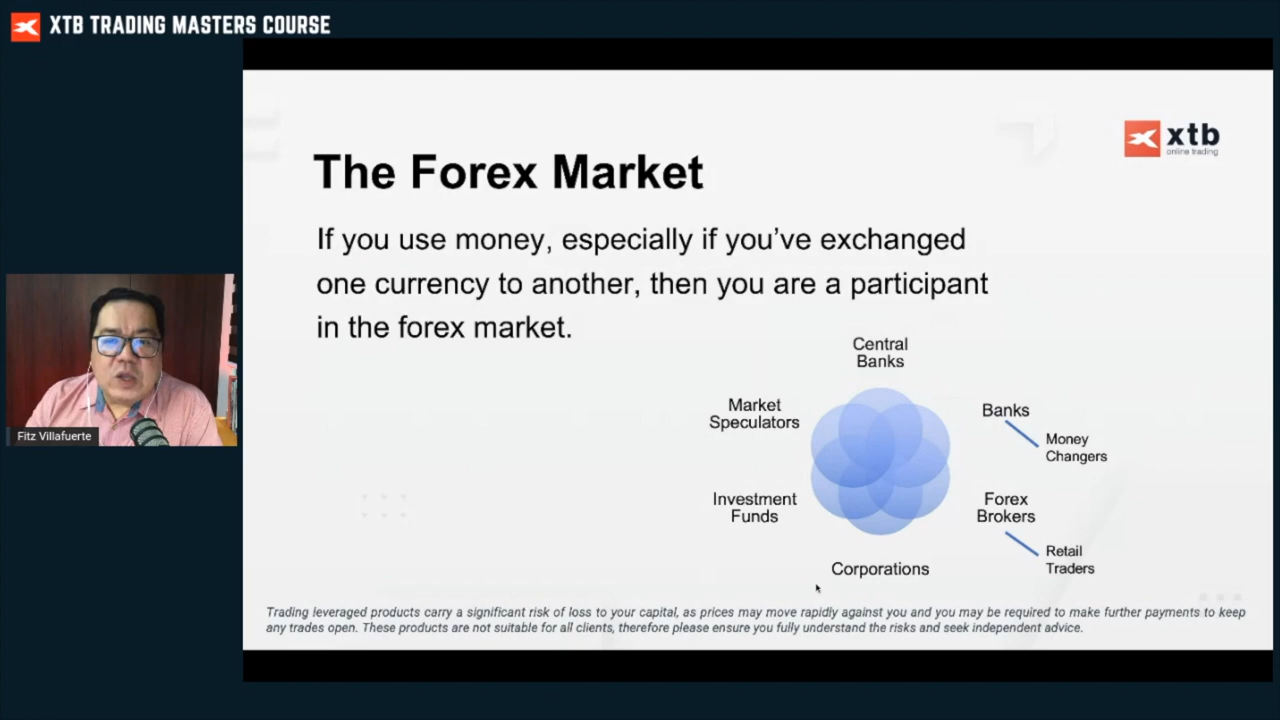 XTB TRADING MASTERS COURSE
xtb
online trading
The Forex Market
If you use money, especially if you’ve exchanged
one currency to another, then you are a participant
in the forex market.
Central
Banks
Market
Speculators
Banks
Money
Changers
Investment
Funds
Forex
Brokers
Retail
Traders
Corporations
Fitz Villafuerte
Trading leveraged products carry a significant risk of loss to your capital, as prices may move rapidly against you and you may be required to make further payments to keep
any trades open. These products are not suitable for all clients, therefore please ensure you fully understand the risks and seek independent advice.